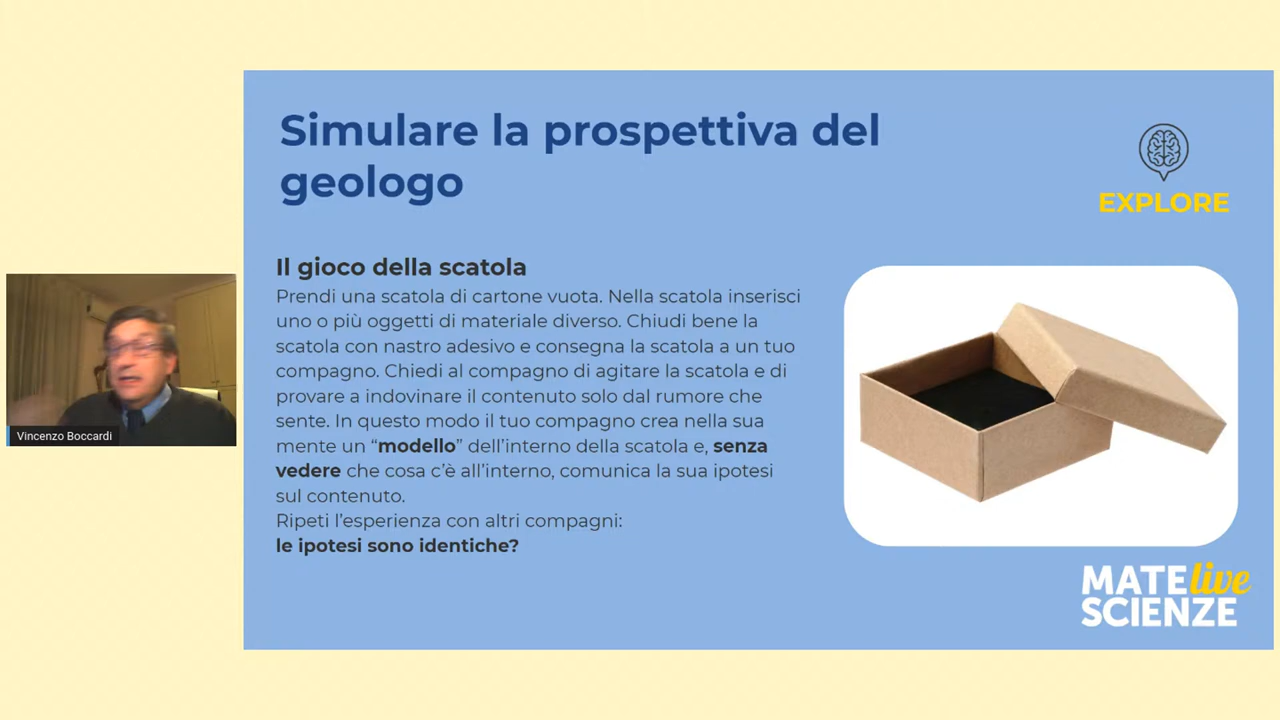 Simulare la prospettiva del
geologo
EXPLORE
Il gioco della scatola
Prendi una scatola di cartone vuota. Nella scatola inserisci
uno o più oggetti di materiale diverso. Chiudi bene la
scatola con nastro adesivo e consegna la scatola a un tuo
compagno. Chiedi al compagno di agitare la scatola e di
provare a indovinare il contenuto solo dal rumore che
sente. In questo modo il tuo compagno crea nella sua
mente un “modello” dell’interno della scatola e, senza
vedere che cosa c’è all’interno, comunica la sua ipotesi
sul contenuto.
Ripeti l’esperienza con altri compagni:
le ipotesi sono identiche?
Vincenzo Boccardi
MATE live
SCIENZE